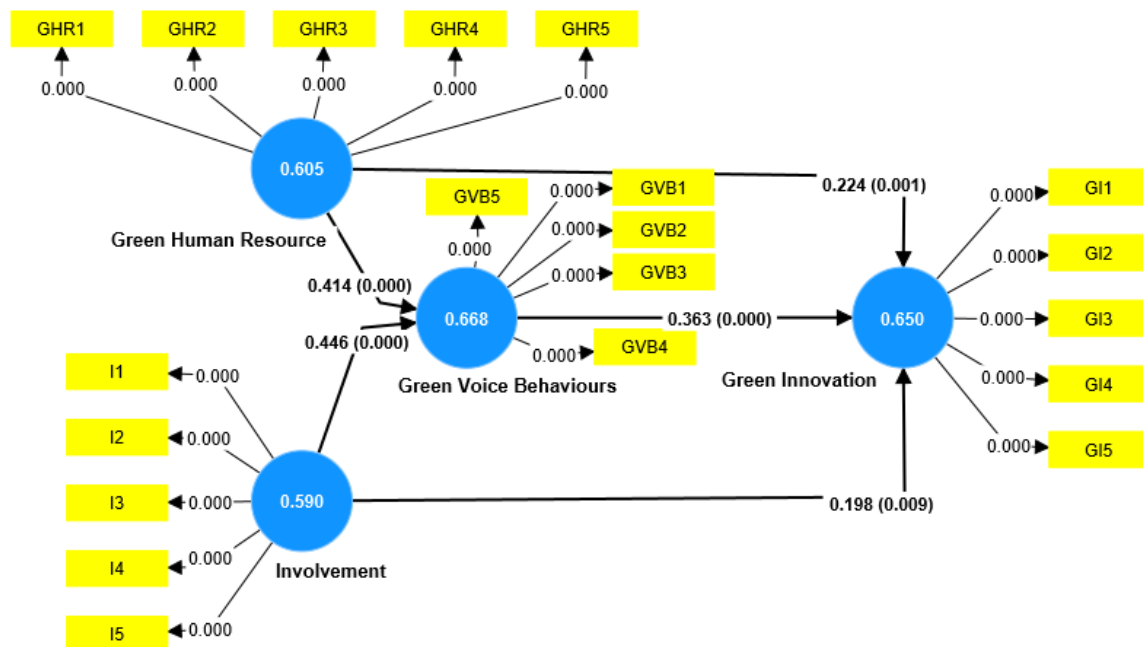 GHR1 GHR2 GHR3 GHR4 GHR5
0.000 0.000 0.000 0.000 0.000
0.605
Green Human Resource
0.224 (0.001)
GVB5
0.000
0.000 GVB1
0.000 GVB2
0.000 GVB3
0.000 GVB4
0.414 (0.000)
0.446 (0.000)
0.668
Green Voice Behaviours
0.363 (0.000)
0.650
Green Innovation
0.000 GI1
0.000 GI2
0.000 GI3
0.000 GI4
0.000 GI5
I1 0.000
I2 0.000
I3 0.000
I4 0.000
I5 0.000
0.590
Involvement
0.198 (0.009)